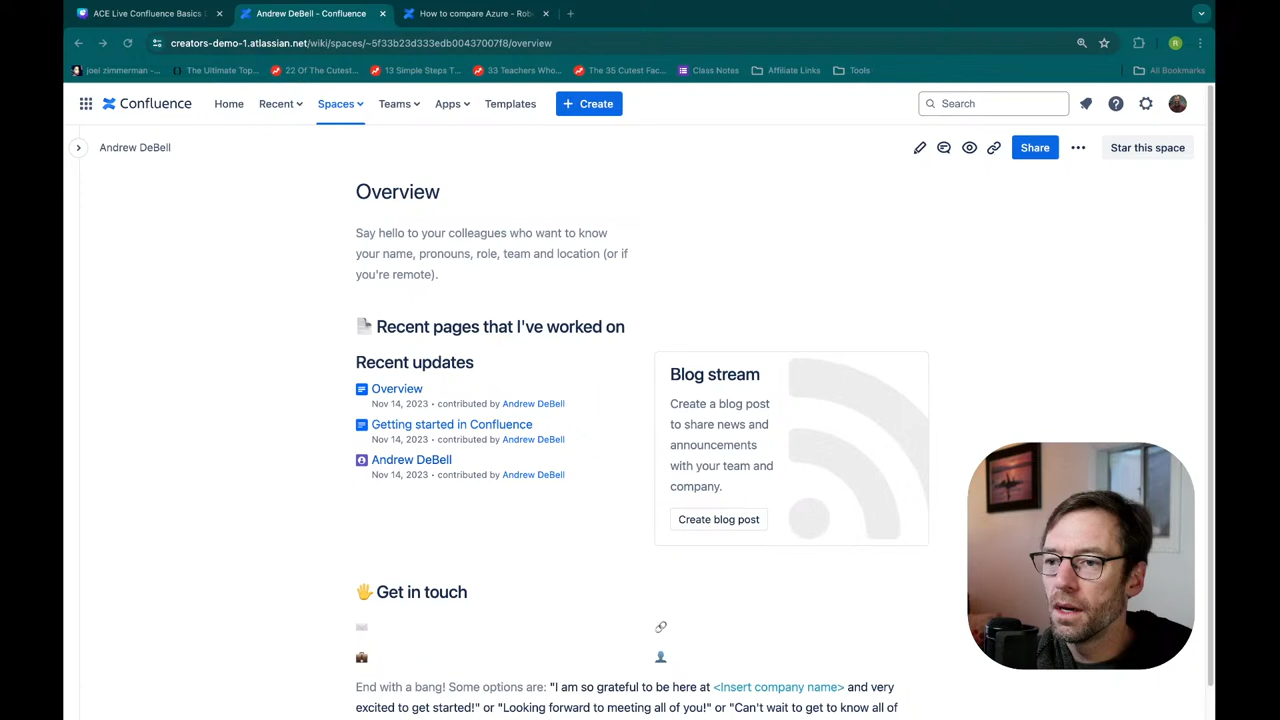 ACE Live Confluence Basics
Andrew DeBell - Confluence
How to compare Azure - Rob
creators-demo-1.atlassian.net/wiki/spaces/~5f33b23d333edb00437007f8/overview
joel zimmerman -...
The Ultimate Top...
22 Of The Cutest...
13 Simple Steps T...
33 Teachers Who...
The 35 Cutest Fac...
Class Notes
Affiliate Links
Tools
All Bookmarks
Confluence
Home
Recent
Spaces
Teams
Apps
Templates
+ Create
Search
Andrew DeBell
Share
Star this space
Overview
Say hello to your colleagues who want to know
your name, pronouns, role, team and location (or if
you're remote).
Recent pages that I've worked on
Recent updates
Overview
Nov 14, 2023 • contributed by Andrew DeBell
Getting started in Confluence
Nov 14, 2023 • contributed by Andrew DeBell
Andrew DeBell
Nov 14, 2023 • contributed by Andrew DeBell
Blog stream
Create a blog post
to share news and
announcements
with your team and
company.
Create blog post
Get in touch
End with a bang! Some options are: "I am so grateful to be here at <Insert company name> and very
excited to get started!" or "Looking forward to meeting all of you!" or "Can't wait to get to know all of